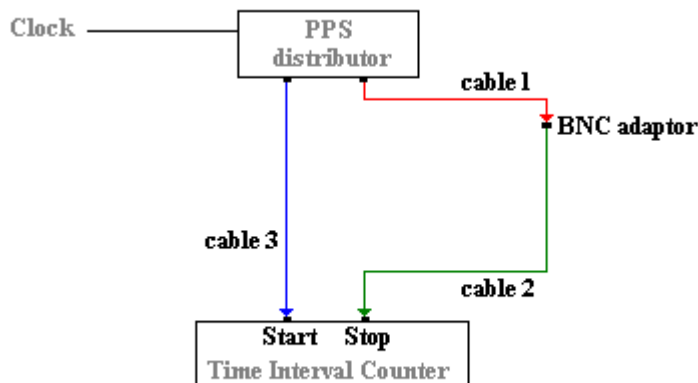 Clock
PPS
distributor
cable 1
BNC adaptor
cable 3
cable 2
Start Stop
Time Interval Counter